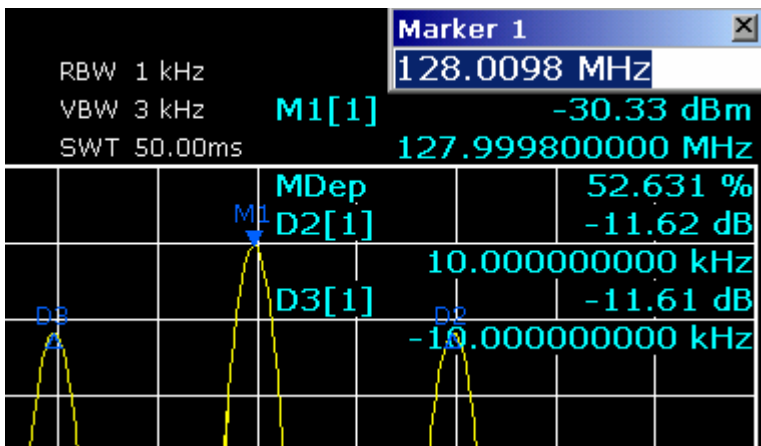 Marker 1
128.0098 MHz
RBW 1 kHz
VBW 3 kHz
SWT 50.00ms
M1[1] -30.33 dBm
127.999800000 MHz
MDep 52.631 %
M1
D2[1] -11.62 dB
10.000000000 kHz
D3[1] -11.61 dB
-10.000000000 kHz
D3
D2